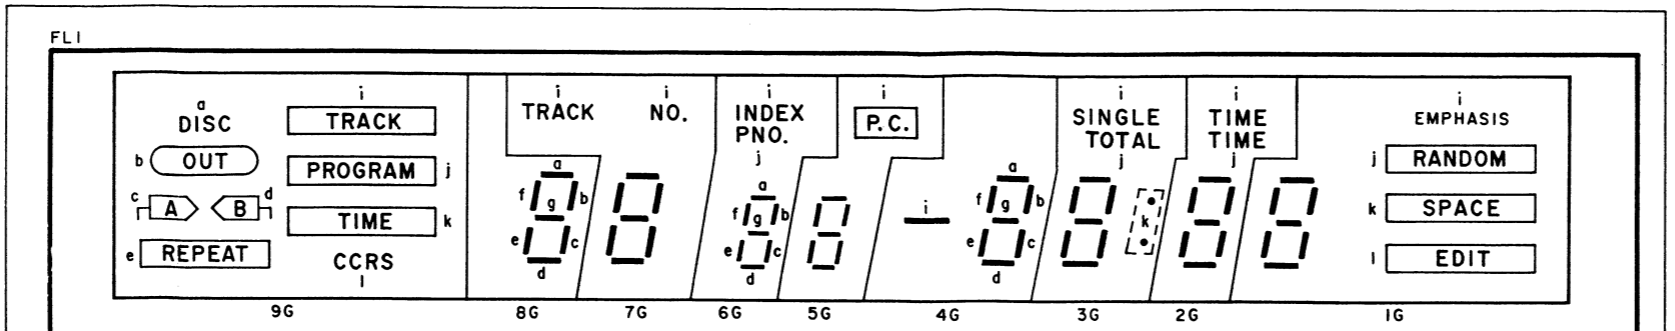 FL1
a
DISC
b OUT
c A B d
e REPEAT
i
TRACK
PROGRAM j
TIME k
CCRS
l
i i
TRACK NO.
i
INDEX
PNO.
j
i
P.C.
i
SINGLE
TOTAL
j
i
TIME
TIME
j
i
EMPHASIS
j RANDOM
k SPACE
l EDIT
a
f g b
e c
d
a
f g b
e c
d
i
a
f g b
e c
d
k
9G 8G 7G 6G 5G 4G 3G 2G 1G